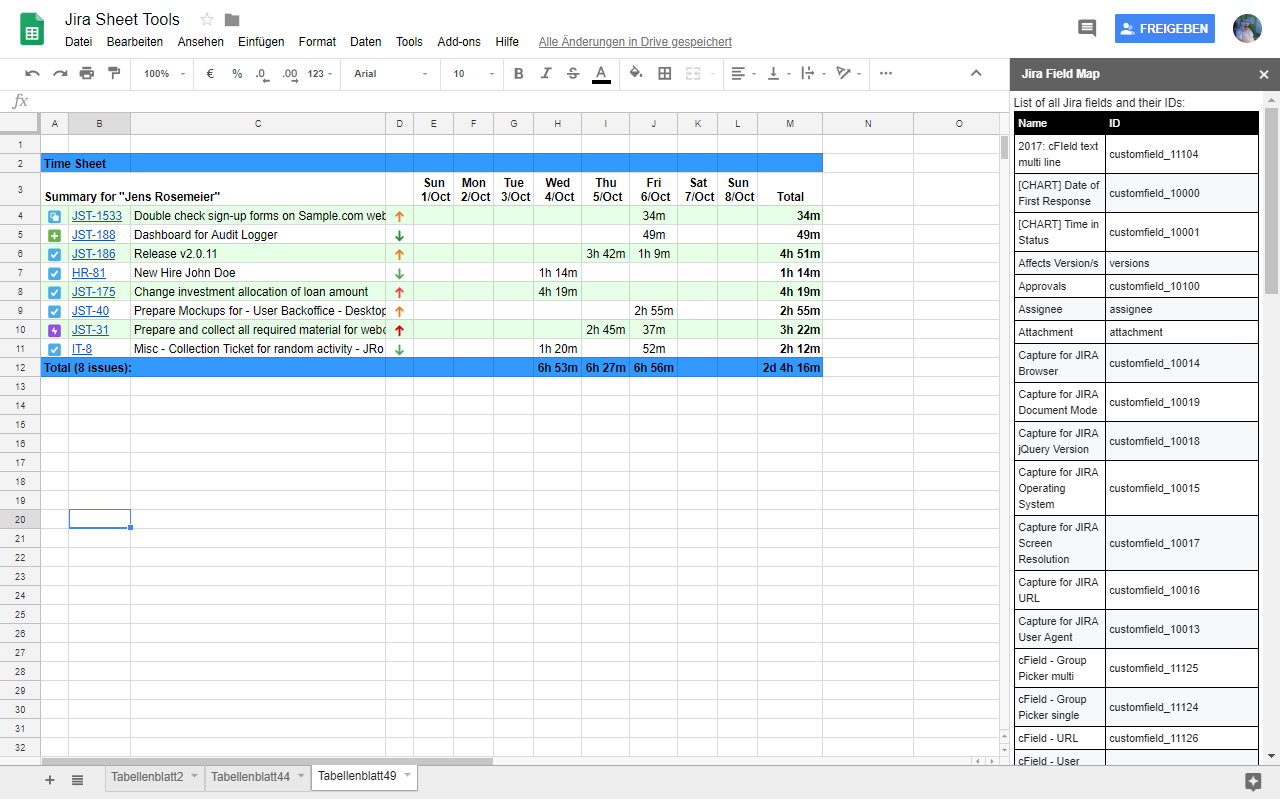 Jira Sheet Tools
Datei Bearbeiten Ansehen Einfügen Format Daten Tools Add-ons Hilfe Alle Änderungen in Drive gespeichert
FREIGEBEN
100% € % .0 .00 123 Arial 10 B I S A
fx
Jira Field Map
A B C D E F G H I J K L M N O
1
2 Time Sheet
3 Summary for "Jens Rosemeier" Sun 1/Oct Mon 2/Oct Tue 3/Oct Wed 4/Oct Thu 5/Oct Fri 6/Oct Sat 7/Oct Sun 8/Oct Total
4 JST-1533 Double check sign-up forms on Sample.com web 34m 34m
5 JST-188 Dashboard for Audit Logger 49m 49m
6 JST-186 Release v2.0.11 3h 42m 1h 9m 4h 51m
7 HR-81 New Hire John Doe 1h 14m 1h 14m
8 JST-175 Change investment allocation of loan amount 4h 19m 4h 19m
9 JST-40 Prepare Mockups for - User Backoffice - Desktop 2h 55m 2h 55m
10 JST-31 Prepare and collect all required material for webc 2h 45m 37m 3h 22m
11 IT-8 Misc - Collection Ticket for random activity - JRo 1h 20m 52m 2h 12m
12 Total (8 issues): 6h 53m 6h 27m 6h 56m 2d 4h 16m
13
14
15
16
17
18
19
20
21
22
23
24
25
26
27
28
29
30
31
32
List of all Jira fields and their IDs:
Name ID
2017: cFIeld text
multi line customfield_11104
[CHART] Date of
First Response customfield_10000
[CHART] Time in
Status customfield_10001
Affects Version/s versions
Approvals customfield_10100
Assignee assignee
Attachment attachment
Capture for JIRA
Browser customfield_10014
Capture for JIRA
Document Mode customfield_10019
Capture for JIRA
jQuery Version customfield_10018
Capture for JIRA
Operating
System customfield_10015
Capture for JIRA
Screen
Resolution customfield_10017
Capture for JIRA
URL customfield_10016
Capture for JIRA
User Agent customfield_10013
cField - Group
Picker multi customfield_11125
cField - Group
Picker single customfield_11124
cField - URL customfield_11126
cField - User
Tabellenblatt2 Tabellenblatt44 Tabellenblatt49